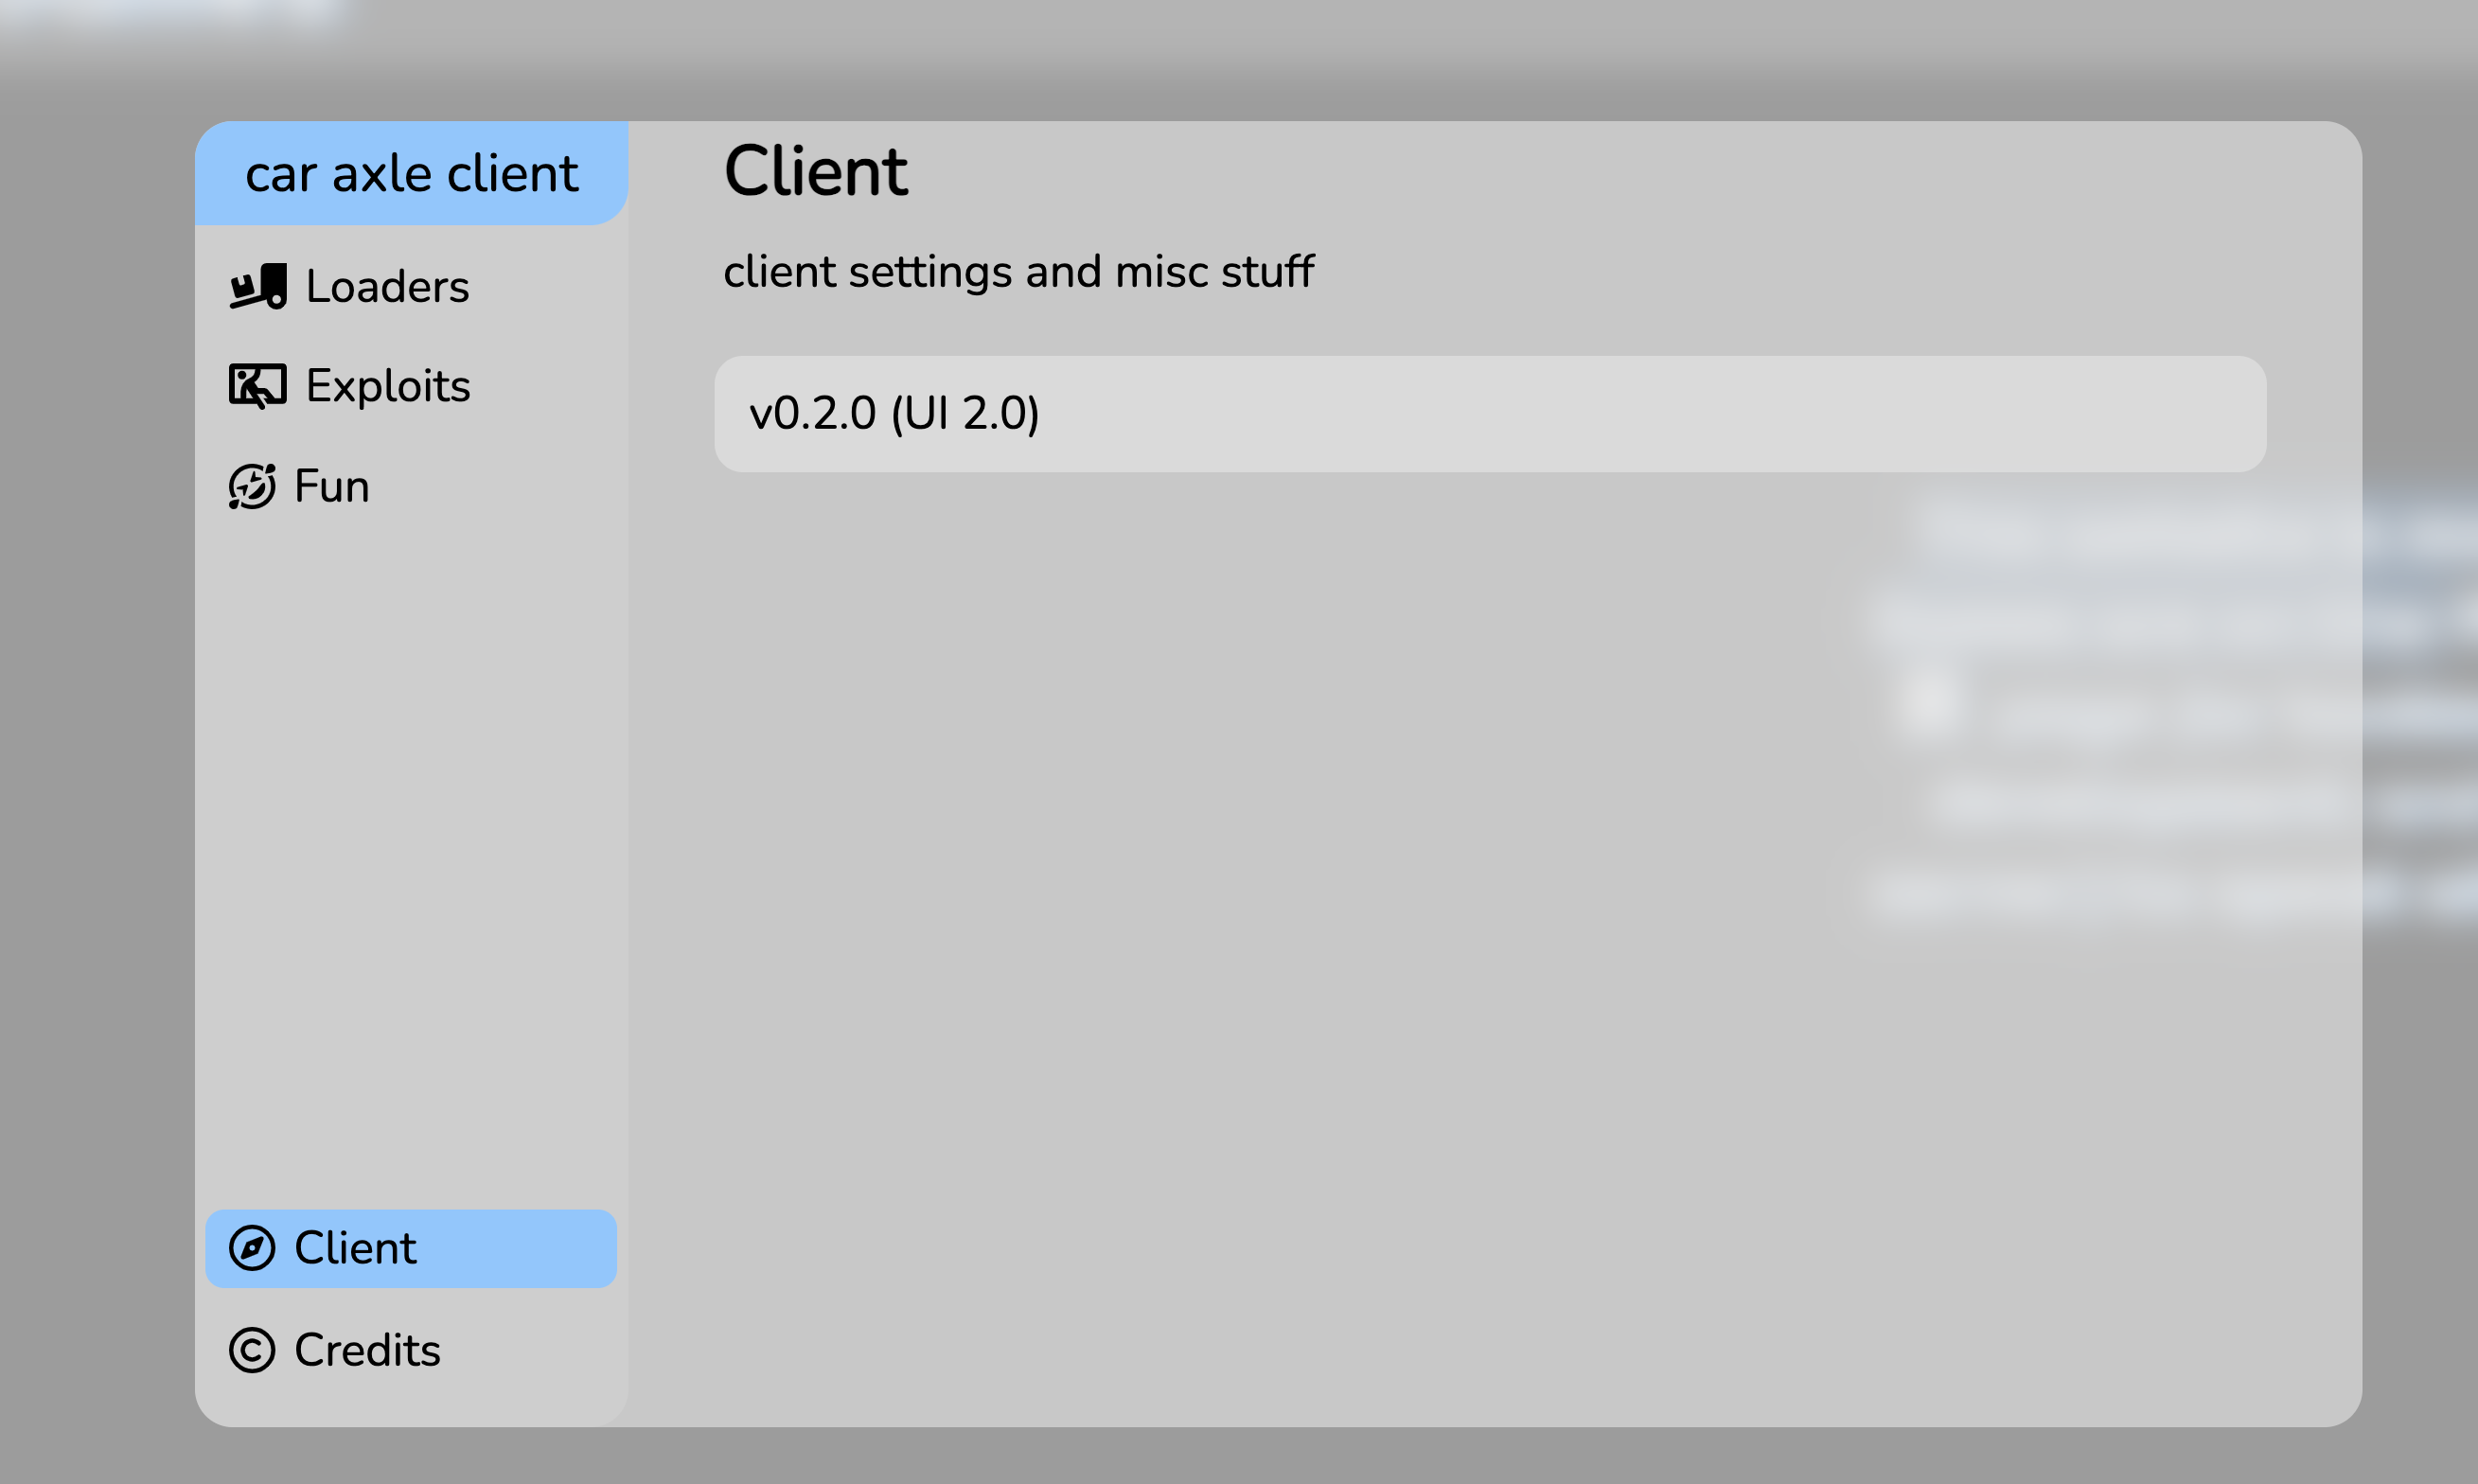 car axle client
Loaders
Exploits
Fun
Client
Credits
Client
client settings and misc stuff
v0.2.0 (UI 2.0)